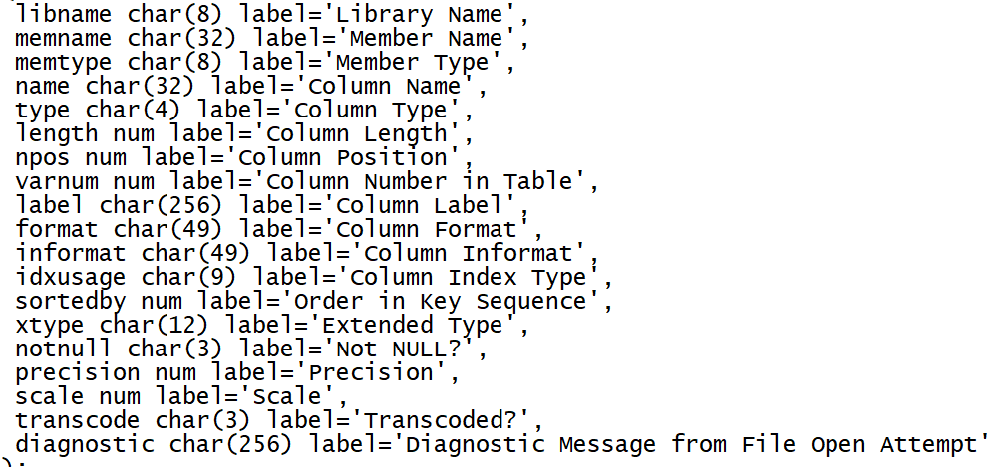 libname char(8) label='Library Name',
memname char(32) label='Member Name',
memtype char(8) label='Member Type',
name char(32) label='Column Name',
type char(4) label='Column Type',
length num label='Column Length',
npos num label='Column Position',
varnum num label='Column Number in Table',
label char(256) label='Column Label',
format char(49) label='Column Format',
informat char(49) label='Column Informat',
idxusage char(9) label='Column Index Type',
sortedby num label='Order in Key Sequence',
xtype char(12) label='Extended Type',
notnull char(3) label='Not NULL?',
precision num label='Precision',
scale num label='Scale',
transcode char(3) label='Transcoded?',
diagnostic char(256) label='Diagnostic Message from File Open Attempt'
);